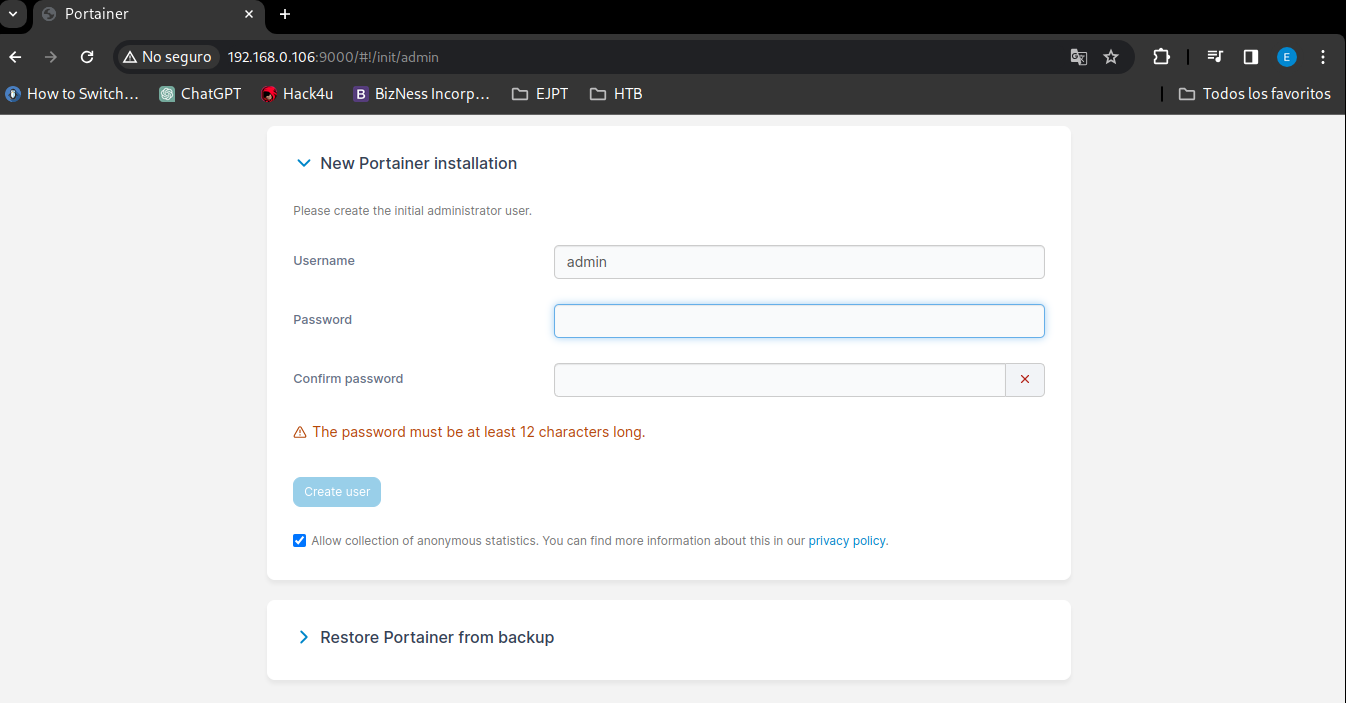 Portainer
No seguro 192.168.0.106:9000/#!/init/admin E
How to Switch… ChatGPT Hack4u B BizNess Incorp… EJPT HTB Todos los favoritos
New Portainer installation
Please create the initial administrator user.
Username admin
Password
Confirm password
The password must be at least 12 characters long.
Create user
Allow collection of anonymous statistics. You can find more information about this in our privacy policy.
Restore Portainer from backup